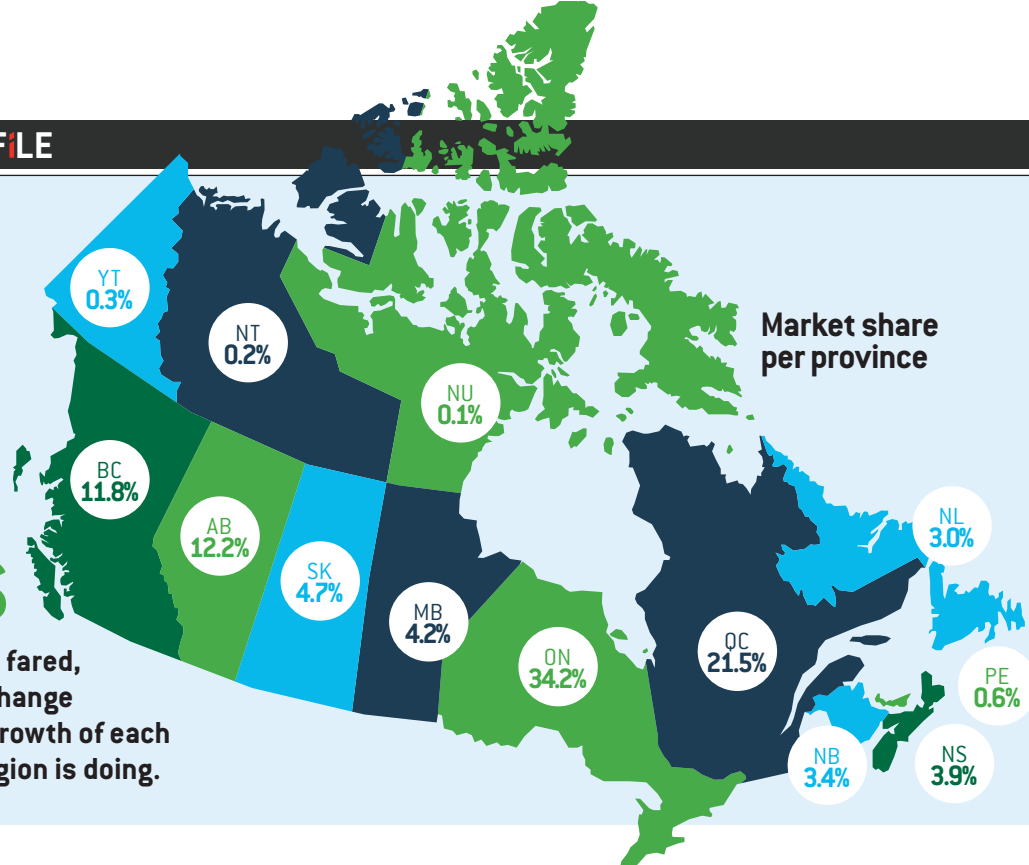 FiLE
YT
0.3%
NT
0.2%
Market share
per province
NU
0.1%
BC
11.8%
AB
12.2%
SK
4.7%
MB
4.2%
ON
34.2%
QC
21.5%
NL
3.0%
PE
0.6%
NB
3.4%
NS
3.9%
fared,
hange
rowth of each
gion is doing.